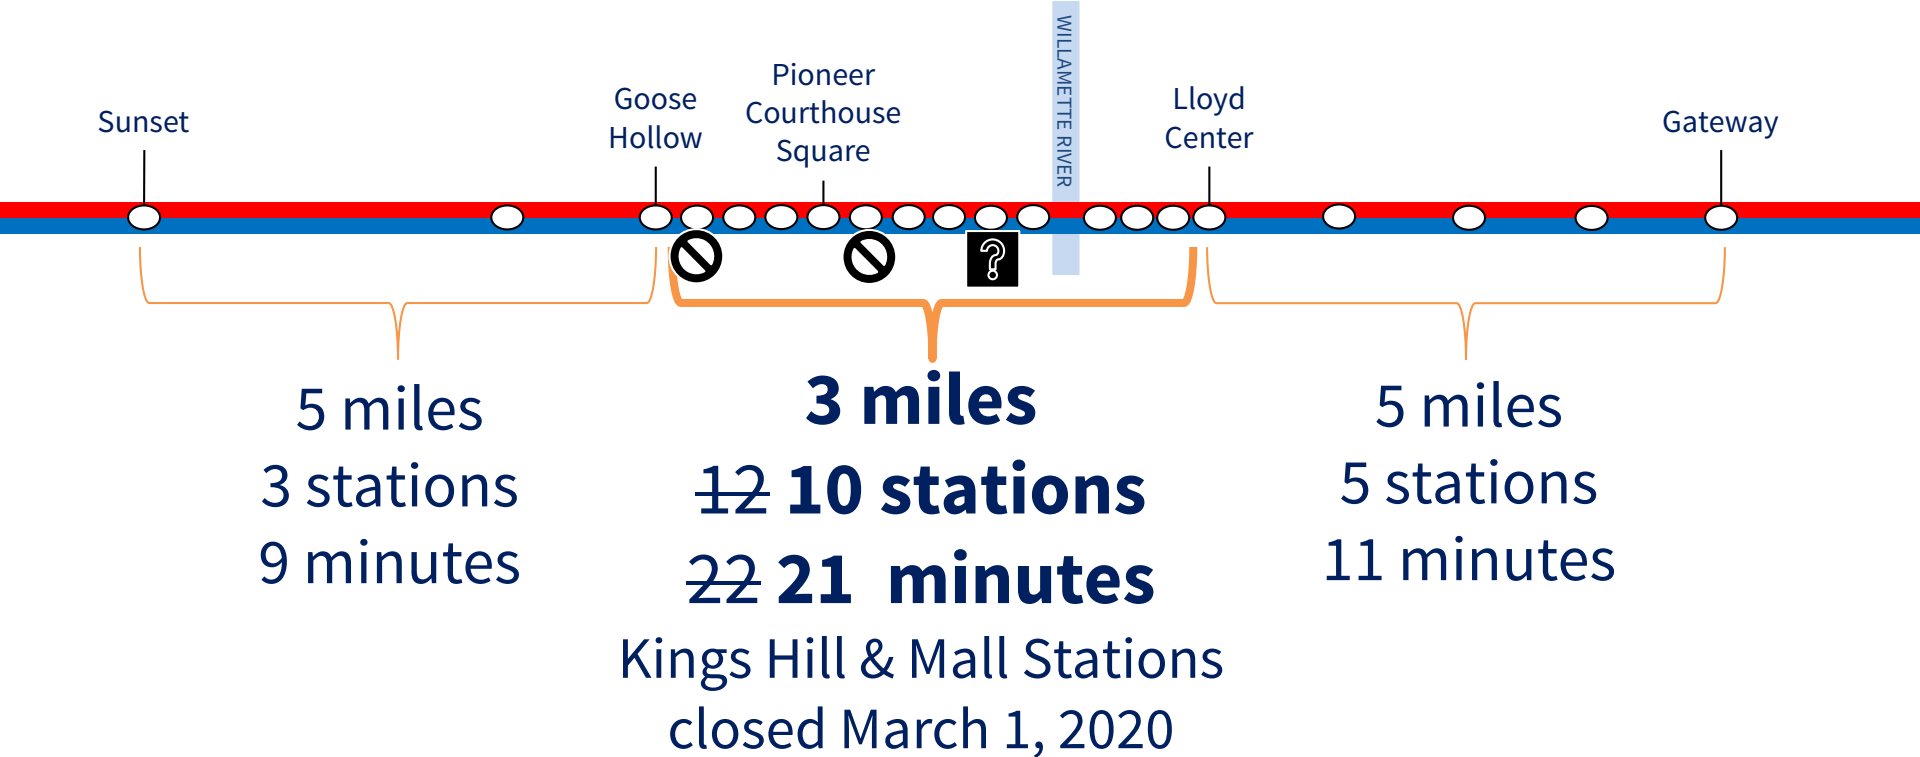 Sunset
Goose
Hollow
Pioneer
Courthouse
Square
WILLAMETTE RIVER
Lloyd
Center
Gateway
?
5 miles
3 stations
9 minutes
3 miles
12 10 stations
22 21 minutes
Kings Hill & Mall Stations
closed March 1, 2020
5 miles
5 stations
11 minutes